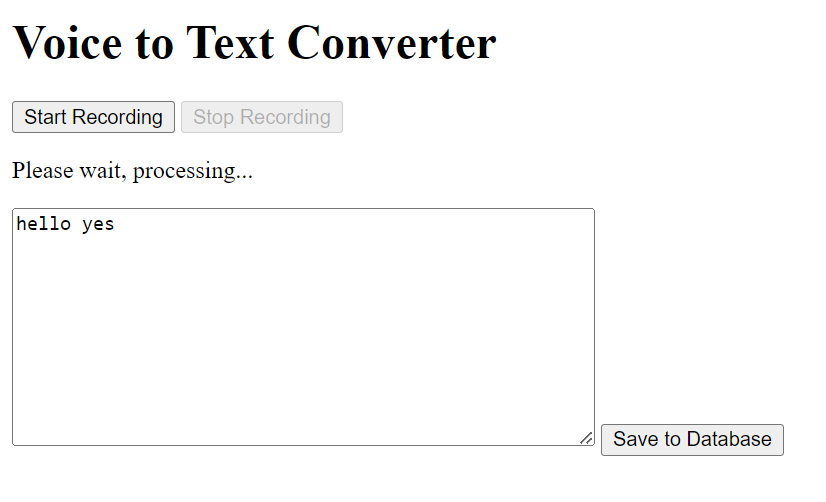 Voice to Text Converter
Start Recording Stop Recording
Please wait, processing...
hello yes
Save to Database